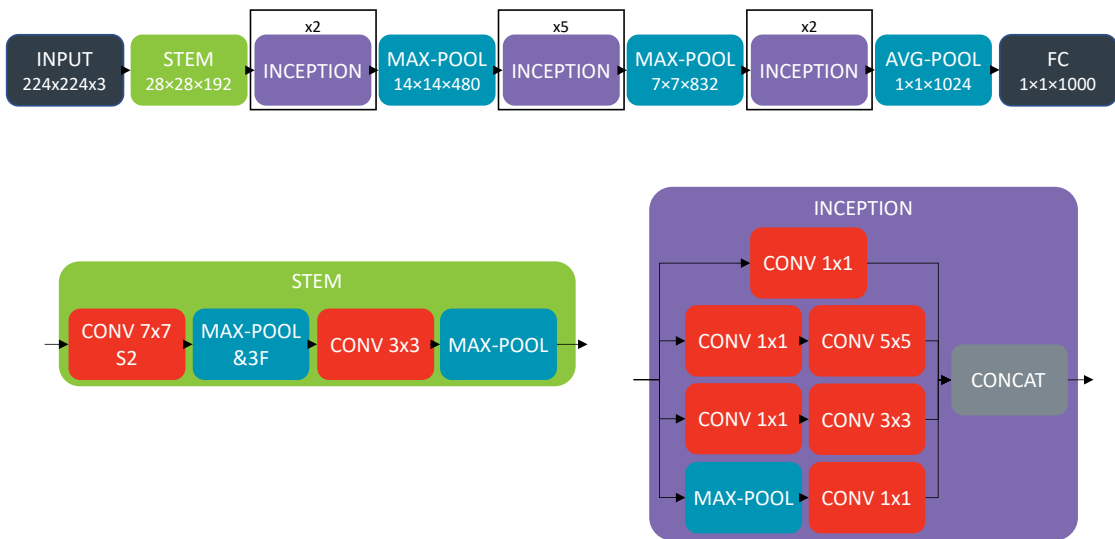 x2
x5
x2
INPUT
224x224x3
STEM
28×28×192
INCEPTION
MAX-POOL
14×14×480
INCEPTION
MAX-POOL
7×7×832
INCEPTION
AVG-POOL
1×1×1024
FC
1×1×1000
STEM
CONV 7x7
S2
MAX-POOL
&3F
CONV 3x3
MAX-POOL
INCEPTION
CONV 1x1
CONV 1x1
CONV 5x5
CONV 1x1
CONV 3x3
MAX-POOL
CONV 1x1
CONCAT